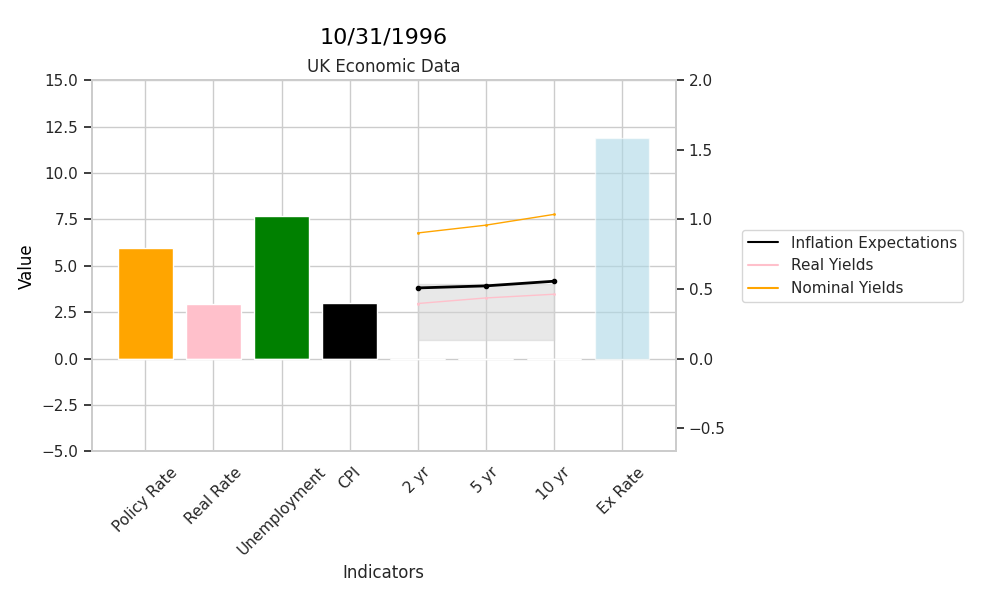 10/31/1996
UK Economic Data
15.0
12.5
10.0
7.5
5.0
2.5
0.0
−2.5
−5.0
Value
2.0
1.5
1.0
0.5
0.0
−0.5
Inflation Expectations
Real Yields
Nominal Yields
Policy Rate
Real Rate
Unemployment
CPI
2 yr
5 yr
10 yr
Ex Rate
Indicators